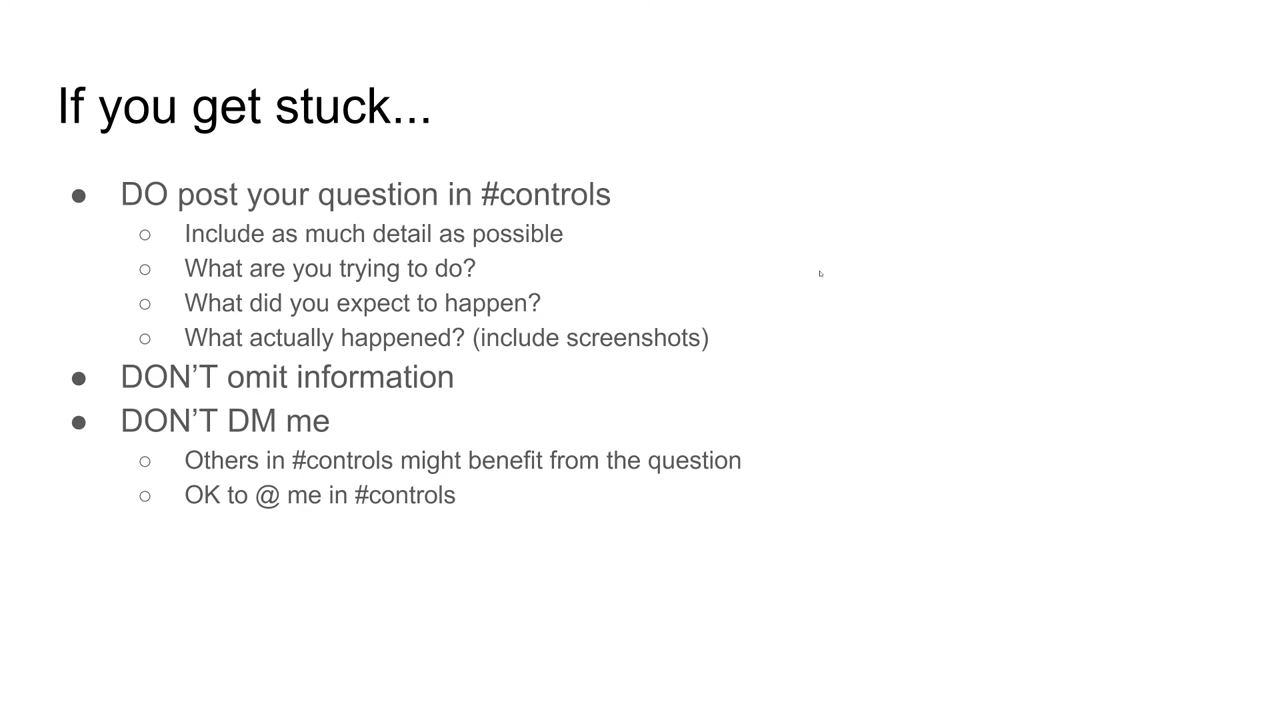 If you get stuck...
● DO post your question in #controls
○ Include as much detail as possible
○ What are you trying to do?
○ What did you expect to happen?
○ What actually happened? (include screenshots)
● DON’T omit information
● DON’T DM me
○ Others in #controls might benefit from the question
○ OK to @ me in #controls